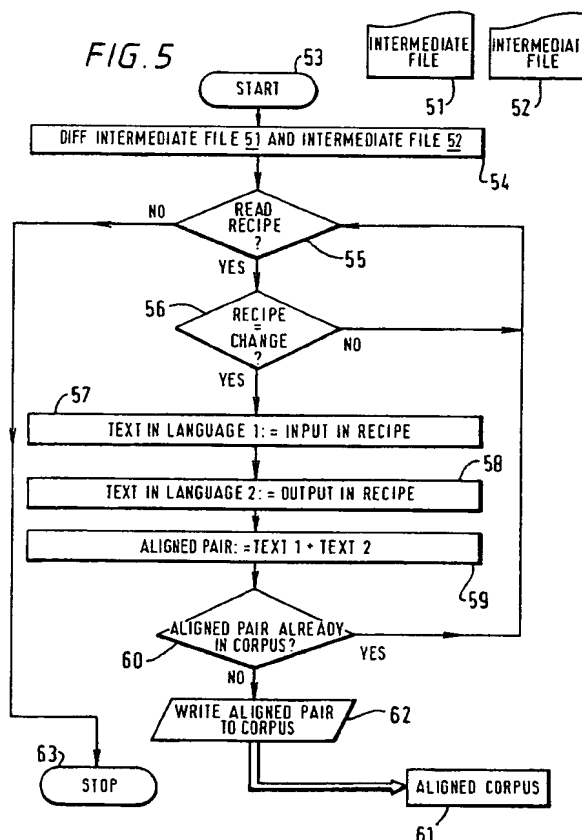 FIG. 5
INTERMEDIATE
FILE
51
INTERMEDIAT
FILE
52
53
START
DIFF INTERMEDIATE FILE 51 AND INTERMEDIATE FILE 52
54
NO
READ
RECIPE
?
55
YES
56
RECIPE
=
CHANGE
?
NO
YES
57
TEXT IN LANGUAGE 1: = INPUT IN RECIPE
58
TEXT IN LANGUAGE 2: = OUTPUT IN RECIPE
ALIGNED PAIR: = TEXT 1 + TEXT 2
59
ALIGNED PAIR ALREADY
IN CORPUS?
60
YES
NO
WRITE ALIGNED PAIR
TO CORPUS
62
63
STOP
ALIGNED CORPUS
61